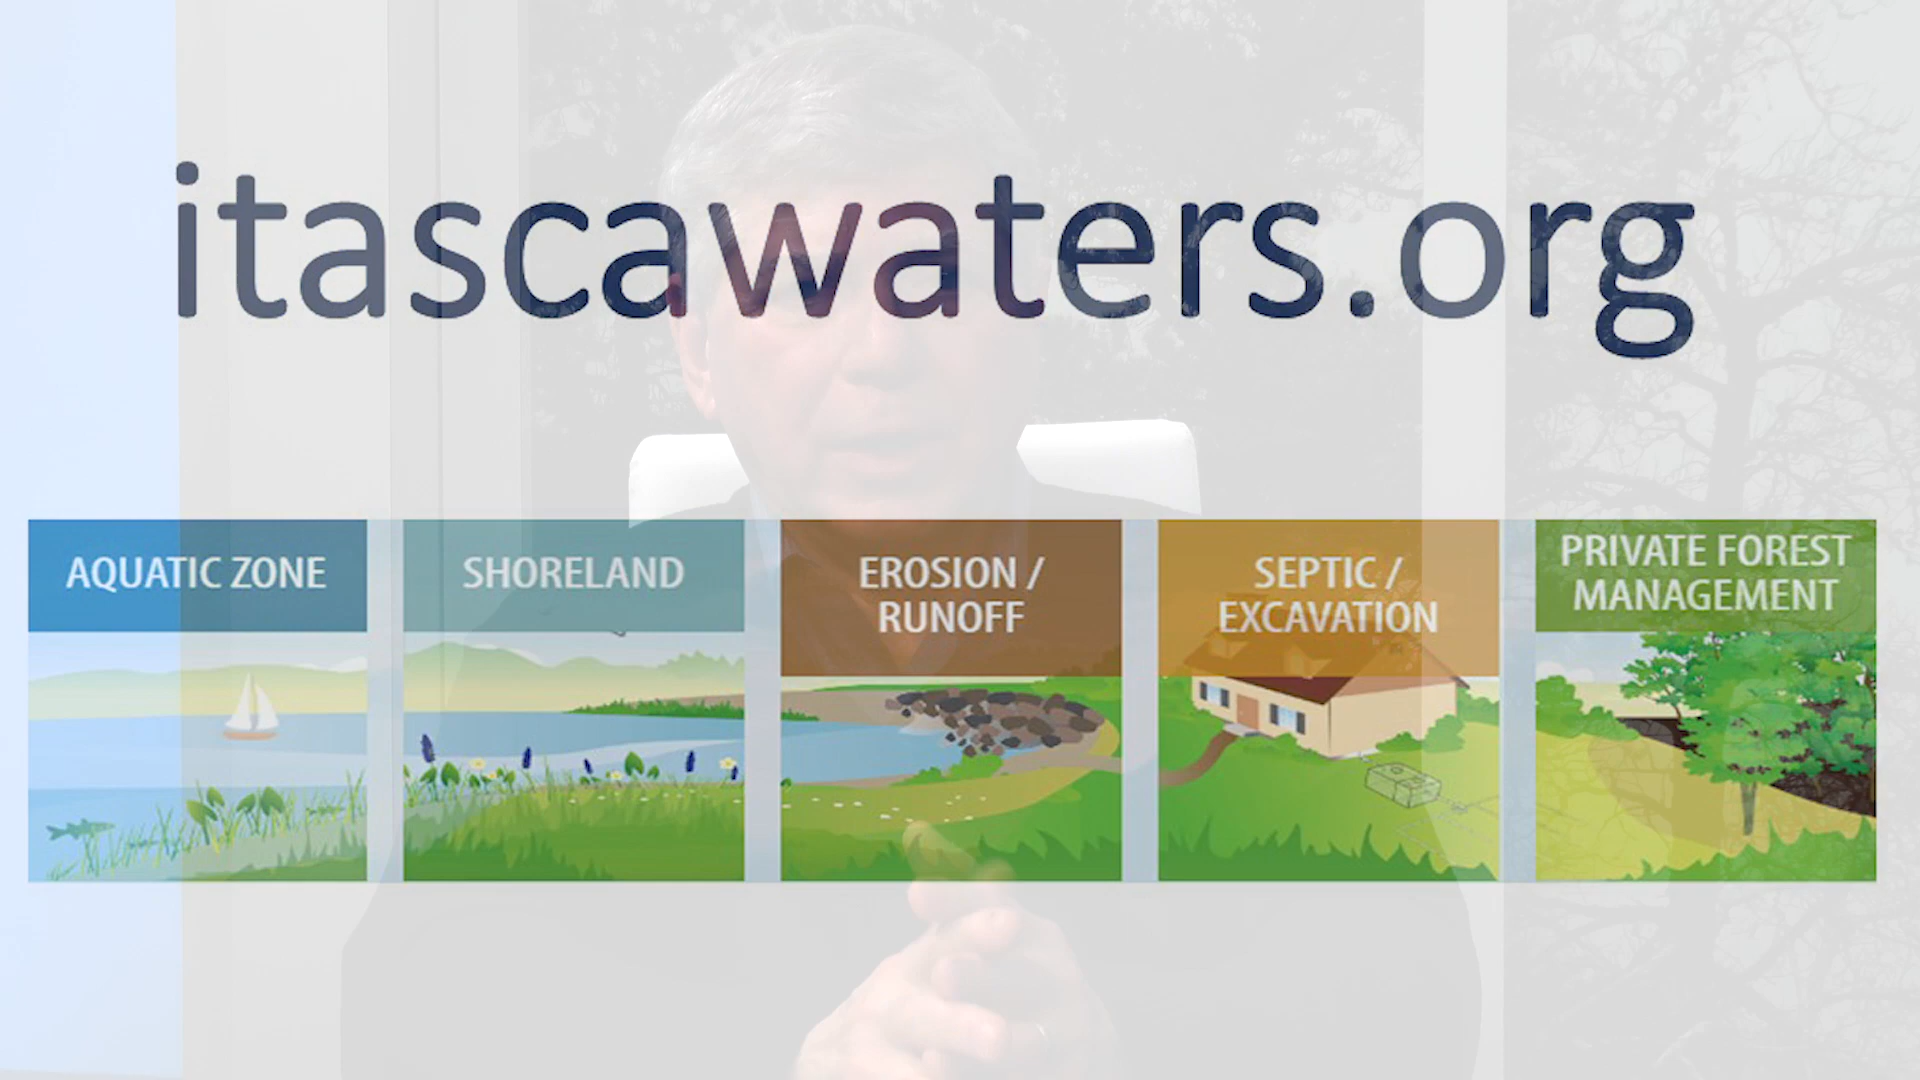 itascawaters.org
AQUATIC ZONE
SHORELAND
EROSION /
RUNOFF
SEPTIC /
EXCAVATION
PRIVATE FOREST
MANAGEMENT